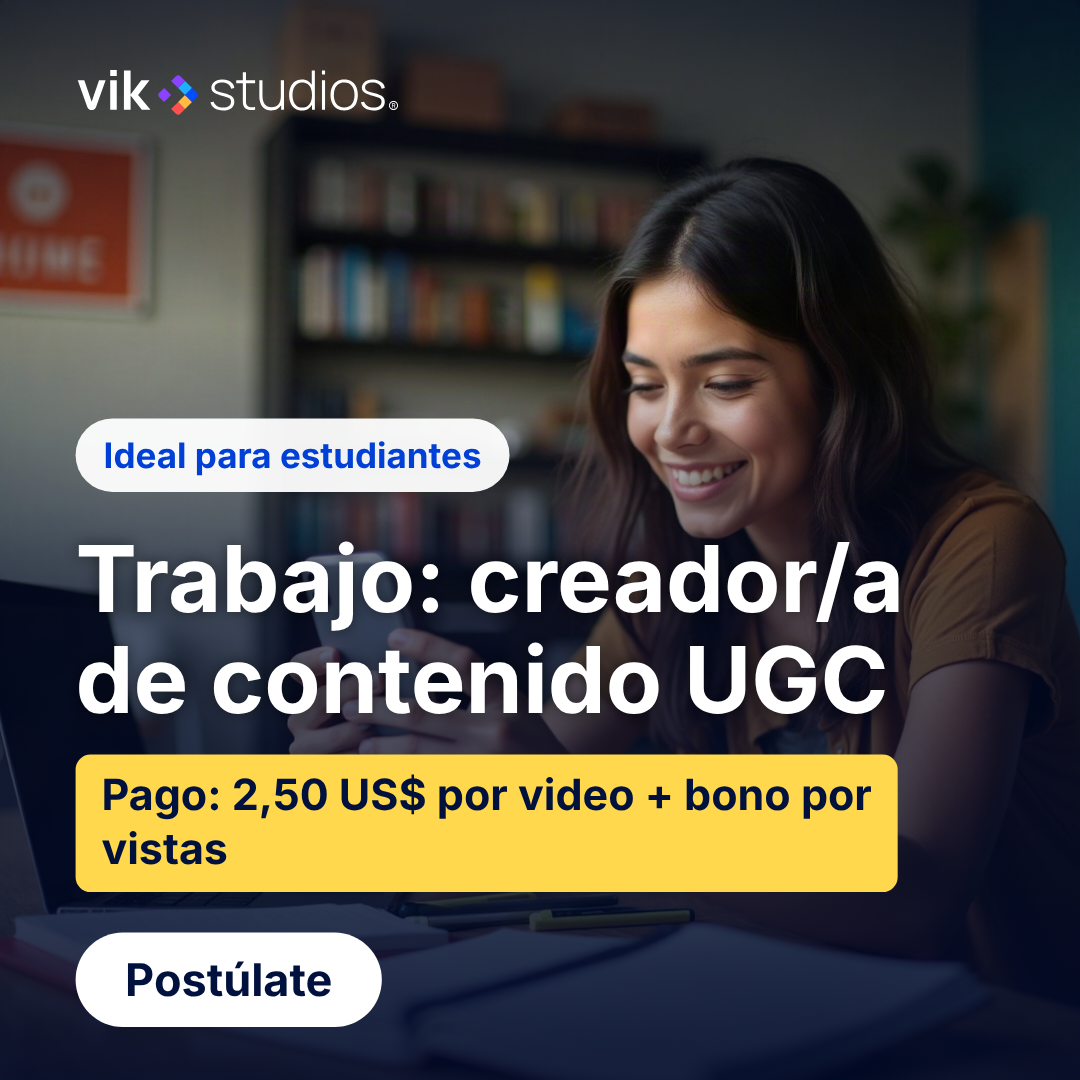 vik studios®
HOME
Ideal para estudiantes
Trabajo: creador/a
de contenido UGC
Pago: 2,50 US$ por video + bono por
vistas
Postúlate